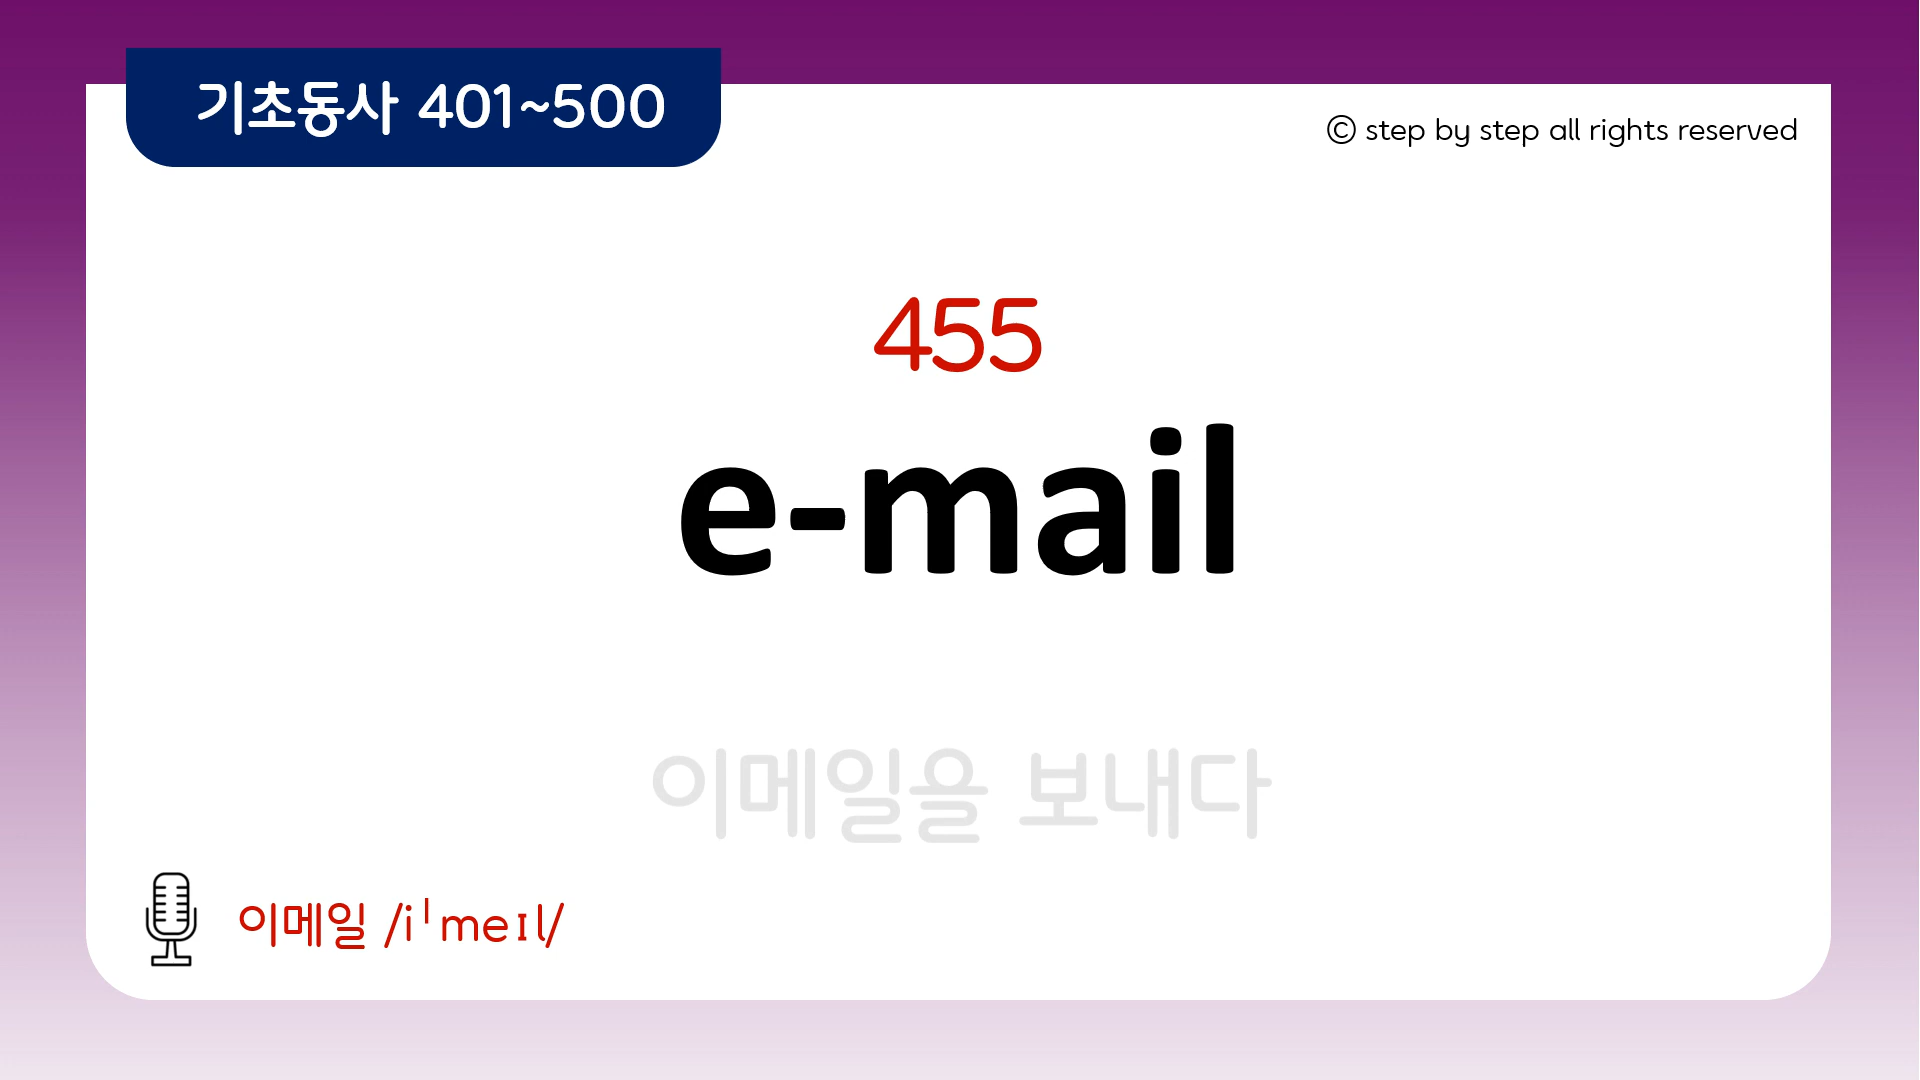 기초동사 401~500
© step by step all rights reserved
455
e-mail
이메일을 보내다
이메일 /iˈmeɪl/